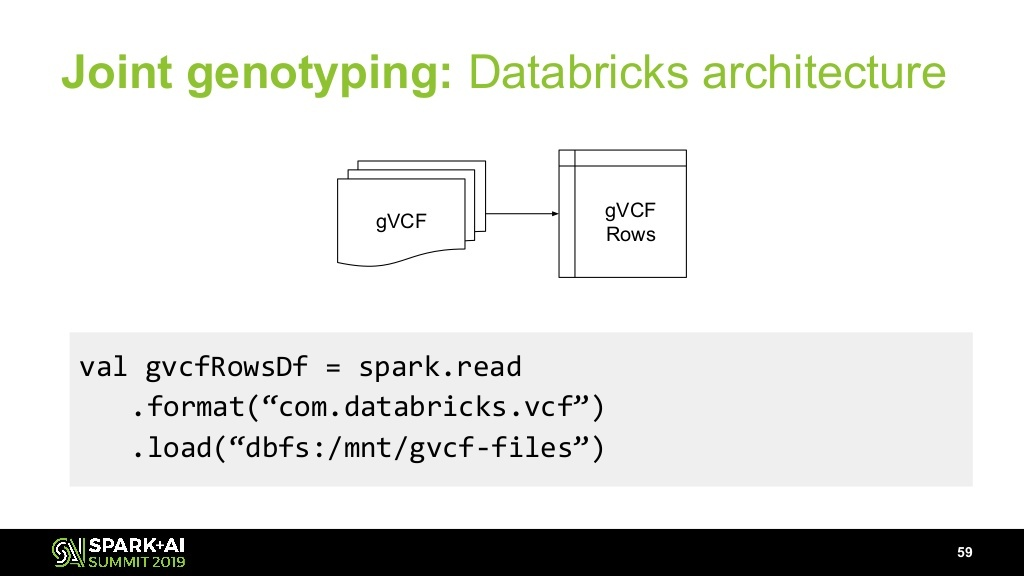 Joint genotyping: Databricks architecture
gVCF
gVCF
Rows
val gvcfRowsDf = spark.read
.format(“com.databricks.vcf”)
.load(“dbfs:/mnt/gvcf-files”)
SPARK+AI
SUMMIT 2019
59